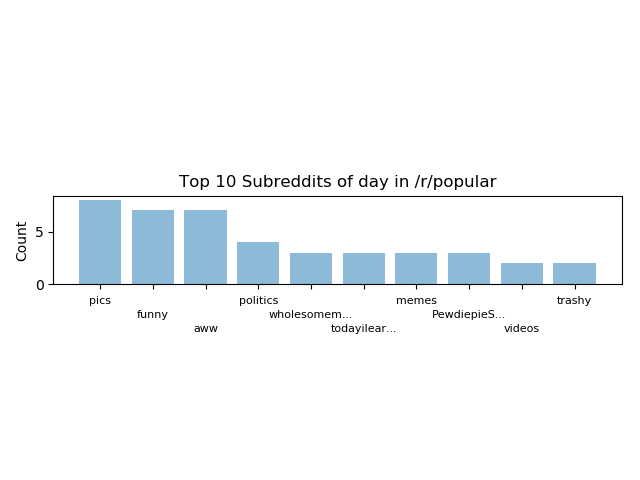 Top 10 Subreddits of day in /r/popular
Count
5
0
pics
funny
aww
politics
wholesomem...
todayilear...
memes
PewdiepieS...
videos
trashy